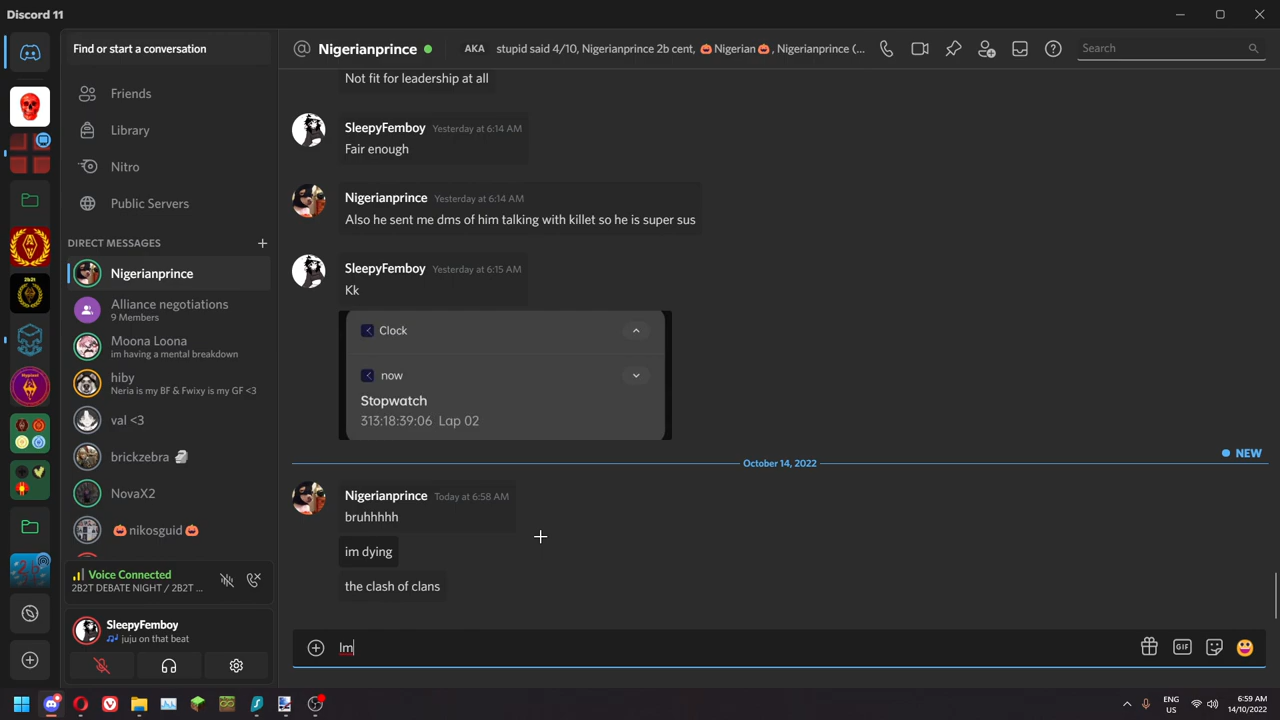 Discord 11
Find or start a conversation
Friends
Library
Nitro
Public Servers
DIRECT MESSAGES
Nigerianprince
Alliance negotiations
9 Members
Moona Loona
im having a mental breakdown
hiby
Neria is my BF & Fwixy is my GF <3
val <3
brickzebra 🗿
NovaX2
🎃nikosguid🎃
Voice Connected
2B2T DEBATE NIGHT / 2B2T ...
SleepyFemboy
🎶 juju on that beat
@ Nigerianprince
AKA stupid said 4/10, Nigerianprince 2b cent, 🎃Nigerian🎃, Nigerianprince (...
Search
Not fit for leadership at all
SleepyFemboy Yesterday at 6:14 AM
Fair enough
Nigerianprince Yesterday at 6:14 AM
Also he sent me dms of him talking with killet so he is super sus
SleepyFemboy Yesterday at 6:15 AM
Kk
Clock
now
Stopwatch
313:18:39:06 Lap 02
NEW
October 14, 2022
Nigerianprince Today at 6:58 AM
bruhhhhh
im dying
the clash of clans
Im
GIF
ENG
US
6:59 AM
14/10/2022